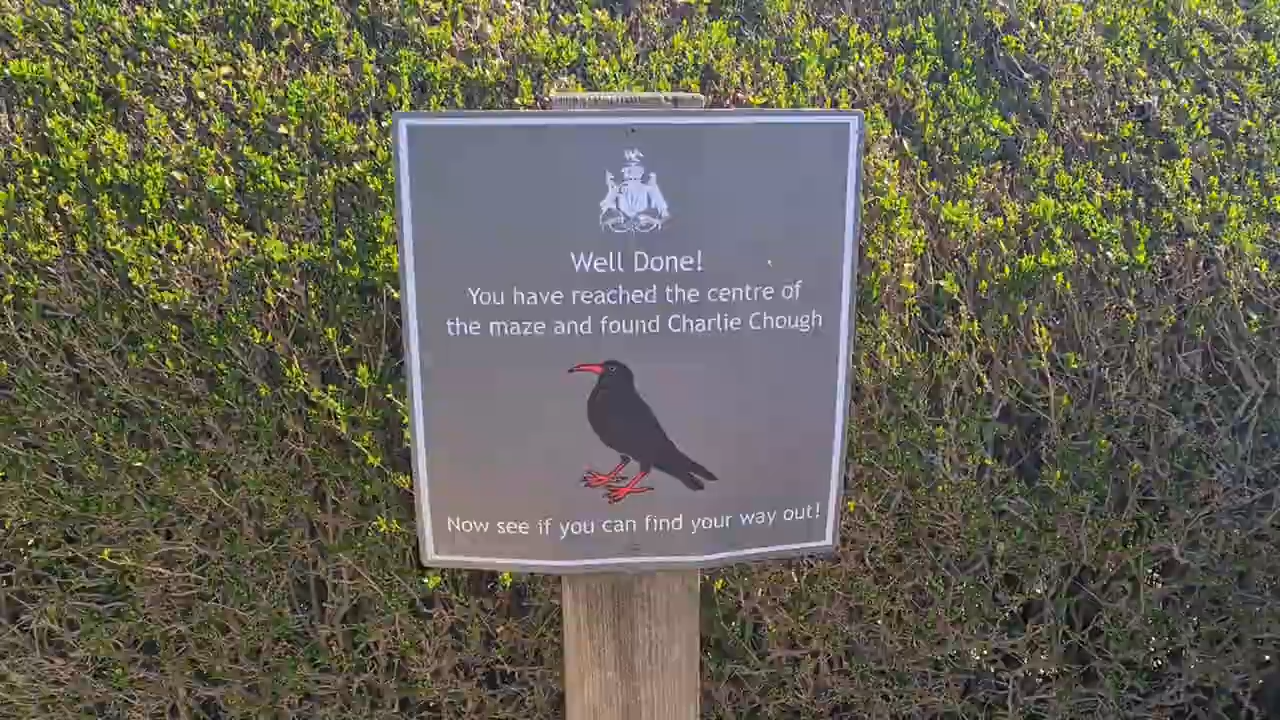 Well Done!
You have reached the centre of
the maze and found Charlie Chough
Now see if you can find your way out!